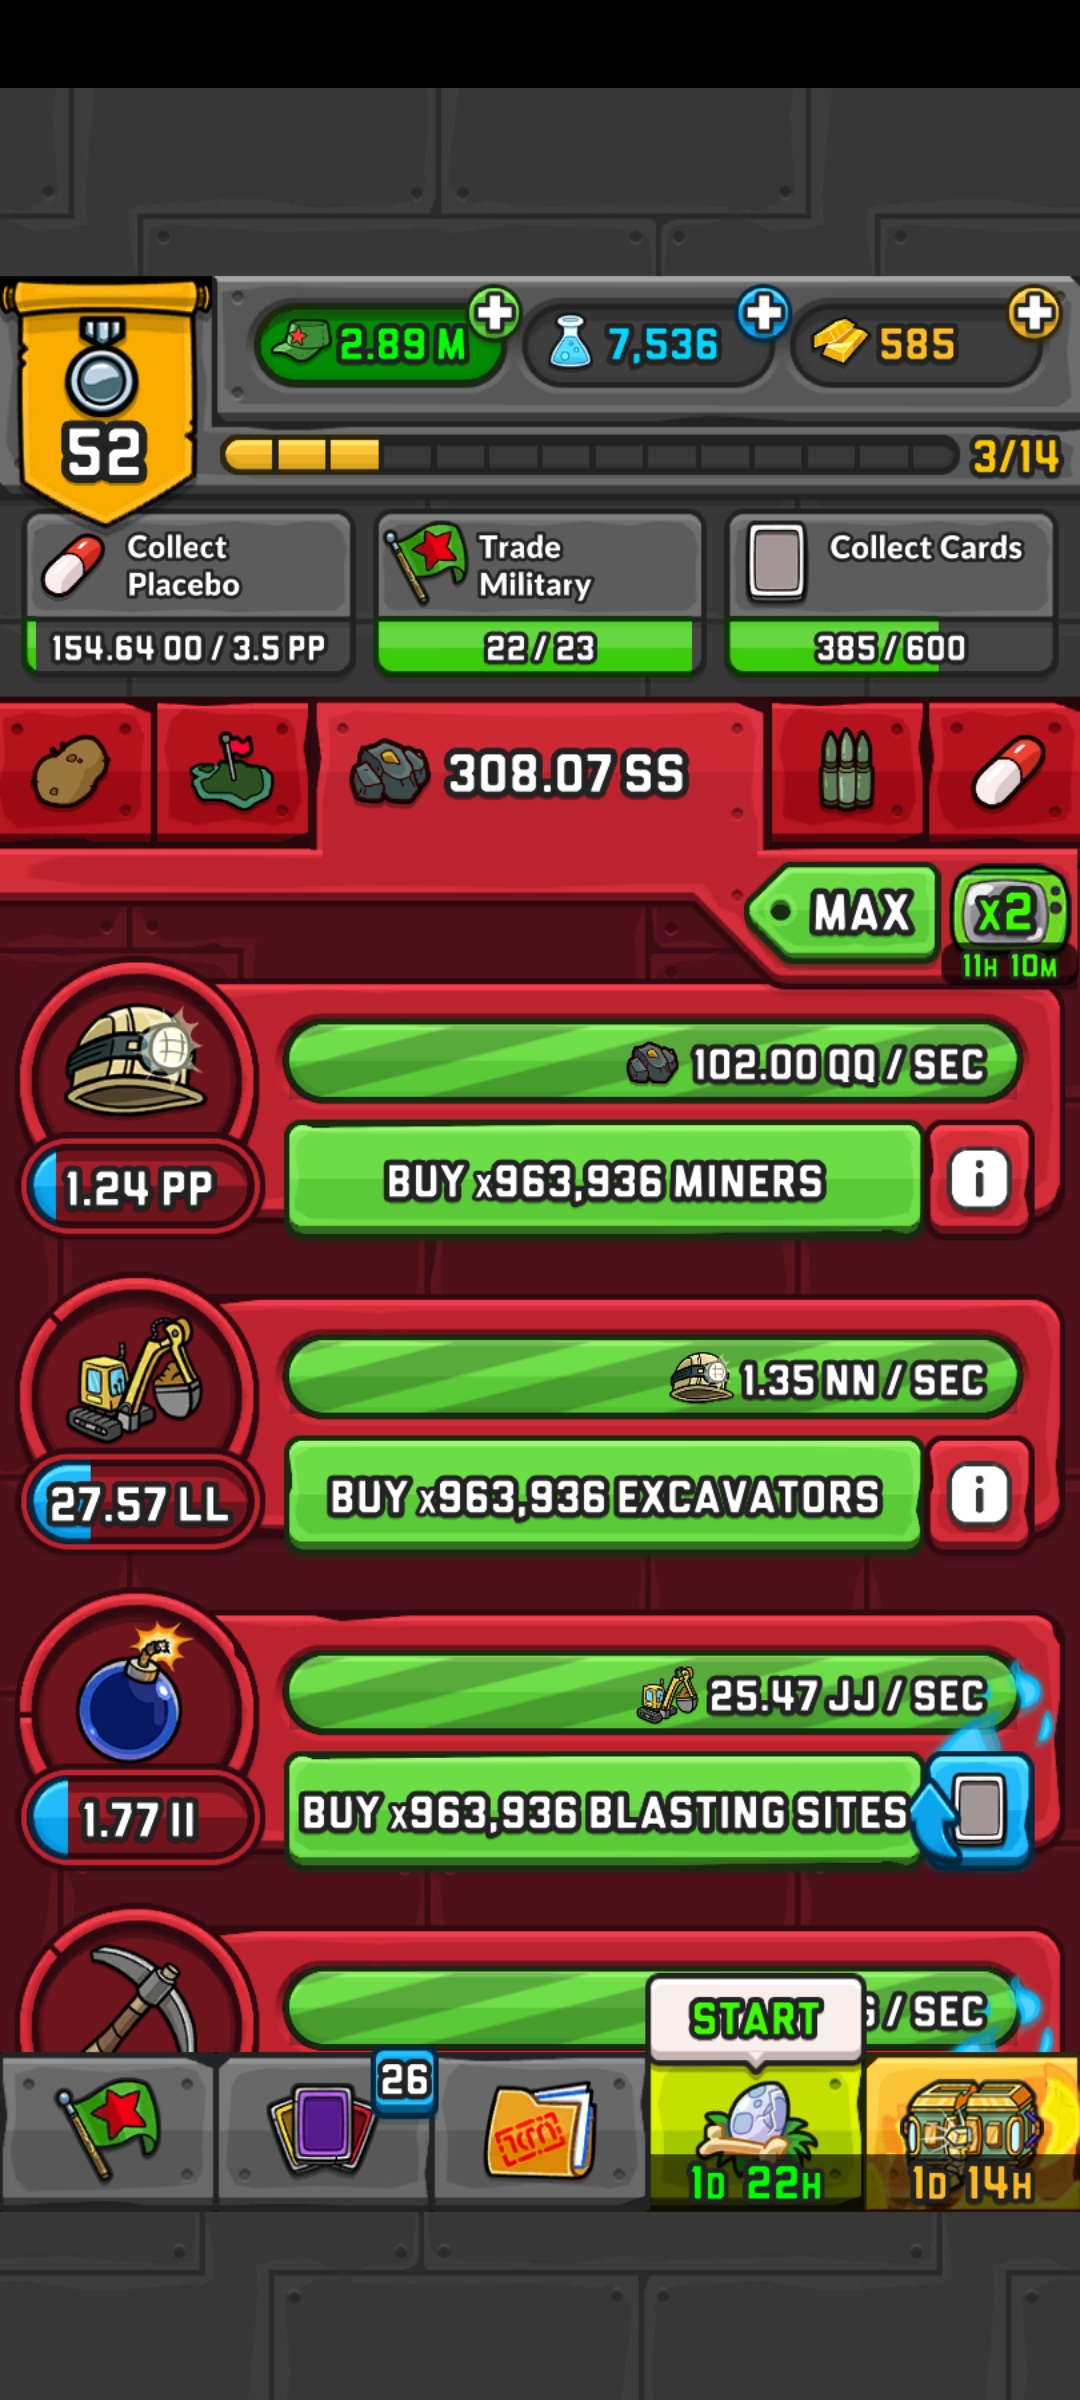 2.89 M
7,536
585
52
3/14
Collect
Placebo
Trade
Military
Collect Cards
154.64 OO / 3.5 PP
22 / 23
385 / 600
308.07 SS
MAX
x2
11H 10M
102.00 QQ / SEC
1.24 PP
BUY x963,936 MINERS
i
1.35 NN / SEC
27.57 LL
BUY x963,936 EXCAVATORS
i
25.47 JJ / SEC
1.77 II
BUY x963,936 BLASTING SITES
/ SEC
START
26
1D 22H
1D 14H